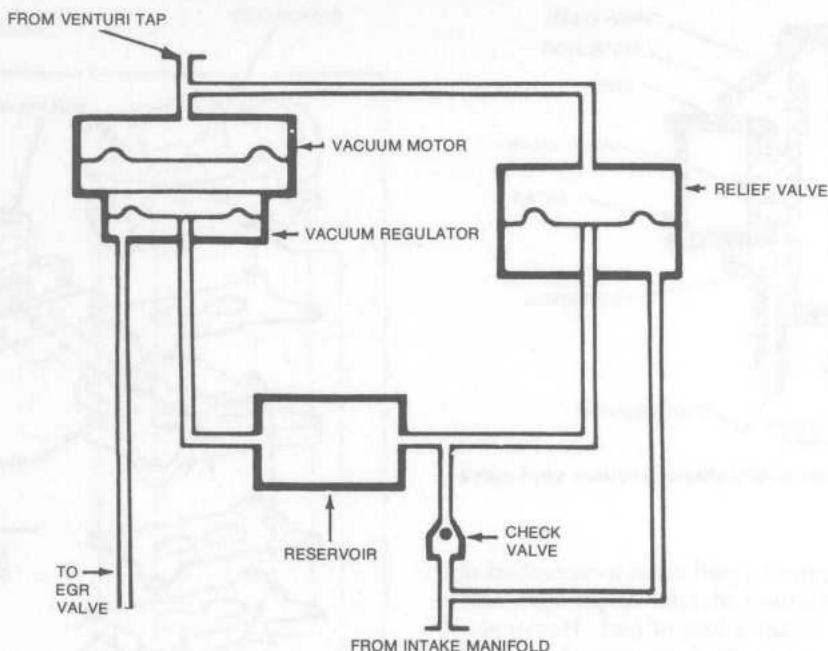 FROM VENTURI TAP
VACUUM MOTOR
RELIEF VALVE
VACUUM REGULATOR
RESERVOIR
CHECK
VALVE
TO
EGR
VALVE
FROM INTAKE MANIFOLD